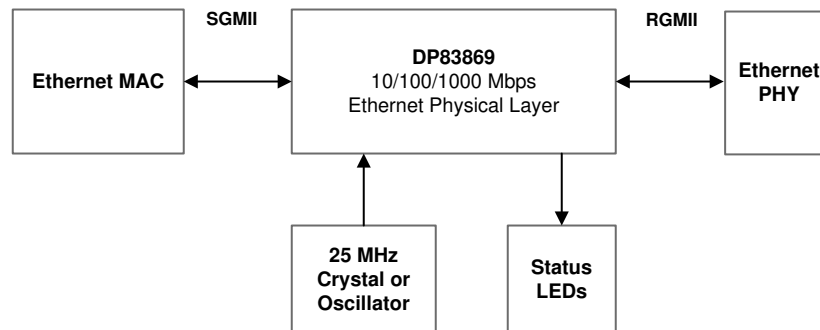 SGMII
RGMII
Ethernet MAC
DP83869
10/100/1000 Mbps
Ethernet Physical Layer
Ethernet
PHY
25 MHz
Crystal or
Oscillator
Status
LEDs